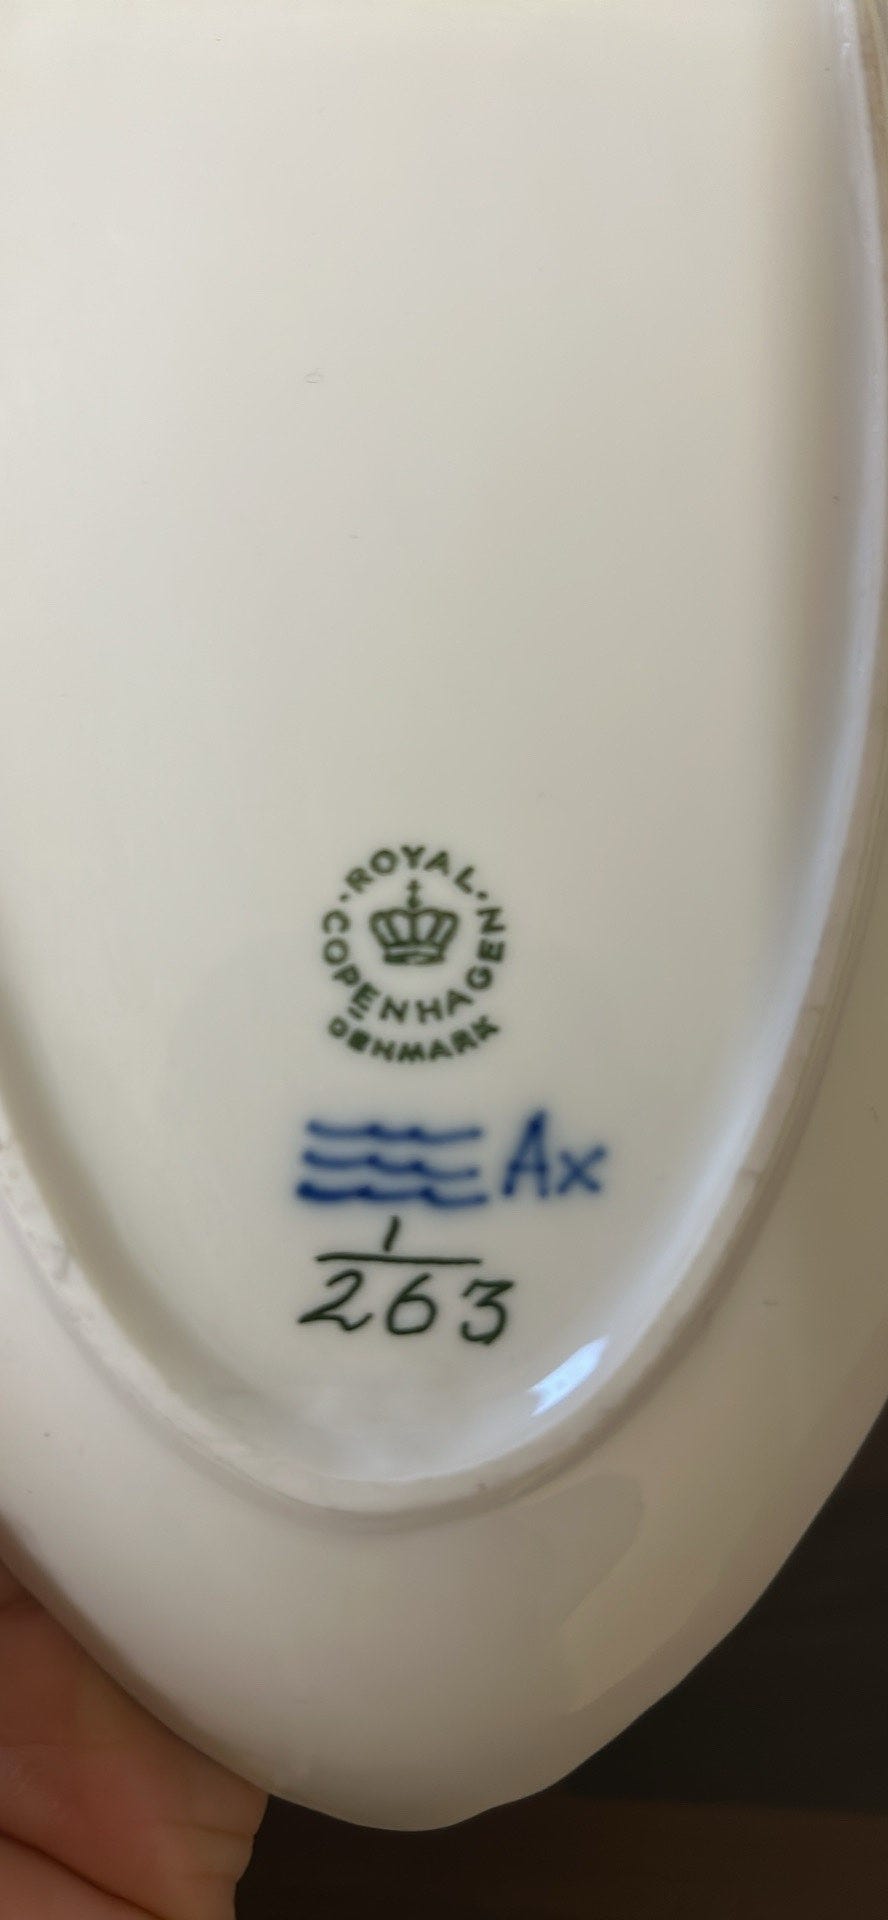 ROYAL
COPENHAGEN
DENMARK
Ax
1
263